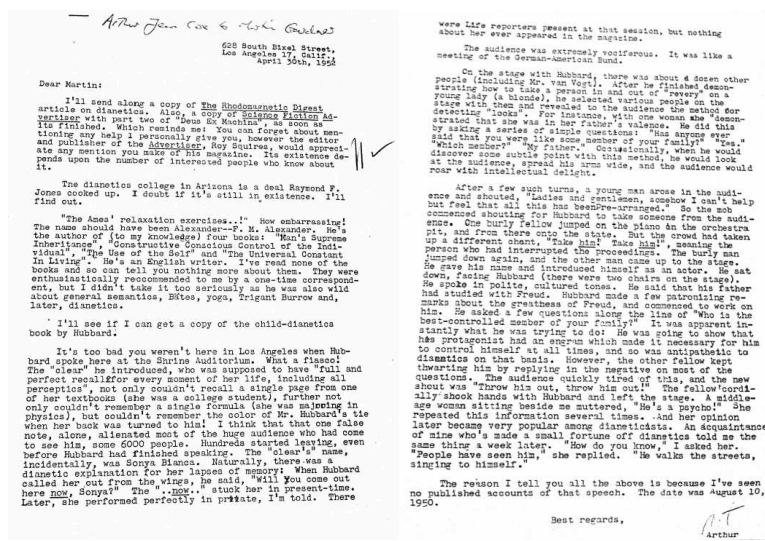 Arthur Jean Cox to Martin Gardner
628 South Bixel Street,
Los Angeles 17, Calif.
April 30th, 1952
Dear Martin:
I'll send along a copy of The Rhodomagnetic Digest
article on dianetics. Also, a copy of Science Fiction Ad-
vertiser with part two of "Deus Ex Machina", as soon as
its finished. Which reminds me: You can forget about men-
tioning any help I personally give you, however the editor
and publisher of the Advertiser, Roy Squires, would appreci-
ate any mention you make of his magazine. Its existence de-
pends upon the number of interested people who know about
it.
The dianetics college in Arizona is a deal Raymond F.
Jones cooked up. I doubt if it's still in existence. I'll
find out.
"The Ames' relaxation exercises..!" How embarrassing!
The name should have been Alexander--F. M. Alexander. He's
the author of (to my knowledge) four books: "Man's Supreme
Inheritance", "Constructive Conscious Control of the Indi-
vidual", "The Use of the Self" and "The Universal Constant
In Living". He's an English writer. I've read none of the
books and so can tell you nothing more about them. They were
enthusiastically reccommended to me by a one-time correspond-
ent, but I didn't take it too seriously as he was also wild
about general semantics, BKtes, yoga, Trigant Burrow and,
later, dianetics.
I'll see if I can get a copy of the child-dianetics
book by Hubbard.
It's too bad you weren't here in Los Angeles when Hub-
bard spoke here at the Shrine Auditorium. What a fiasco!
The "clear" he introduced, who was supposed to have "full and
perfect recall for every moment of her life, including all
perceptics", not only couldn't recall a single page from one
of her textbooks (she was a college student), further not
only couldn't remember a single formula (she was majoping in
physics), but couldn't remember the color of Mr. Hubbard's tie
when her back was turned to him! I think that that one false
note, alone, alienated most of the huge audience who had come
to see him, some 6000 people. Hundreds started leaving, even
before Hubbard had finished speaking. The "clear's" name,
incidentally, was Sonya Bianca. Naturally, there was a
dianetic explanation for her lapses of memory: When Hubbard
called her out from the wings, he said, "Will you come out
here now, Sonya?" The "..now.." stuck her in present-time.
Later, she performed perfectly in private, I'm told. There
were Life reporters present at that session, but nothing
about her ever appeared in the magazine.
The audience was extremely vociferous. It was like a
meeting of the German-American Bund.
On the stage with Hubbard, there was about a dozen other
people (including Mr. van Vogt). After he finished demon-
strating how to take a person in and out of "revery" on a
young lady (a blonde), he selected various people on the
stage with them and revealed to the audience the method for
detecting "locks". For instance, with one woman she "demon-
strated that she was in her father's valence. He did this
by asking a series of simple questions: "Has anyone ever
said that you were like some member of your family?" "Yes."
"Which member?" "My father." Occasionally, when he would
discover some subtle point with this method, he would look
at the audience, spread his arms wide, and the audience would
roar with intellectual delight.
After a few such turns, a young man arose in the audi-
ence and shouted, "Ladies and gentlemen, somehow I can't help
but feel that all this has beenPre-arranged." So the mob
commenced shouting for Hubbard to take someone from the audi-
ence. One burly fellow jumped on the piano in the orchestra
pit, and from there onto the state. But the crowd had taken
up a different chant, "Take him! Take him!", meaning the
person who had interrupted the proceedings. The burly man
jumped down again, and the other man came up to the stage.
He gave his name and introduced himself as an actor. He sat
down, facing Hubbard (there were two chairs on the stage).
He spoke in polite, cultured tones. He said that his father
had studied with Freud. Hubbard made a few patronizing re-
marks about the greatness of Freud, and commenced to work on
him. He asked a few questions along the line of "Who is the
best-controlled member of your family?" It was apparent in-
stantly what he was trying to do! He was going to show that
his protagonist had an engram which made it necessary for him
to control himself at all times, and so was antipathetic to
dianetics on that basis. However, the other fellow kept
thwarting him by replying in the negative on most of the
questions. The audience quickly tired of this, and the new
shout was "Throw him out, throw him out!" The fellow cordi-
ally shook hands with Hubbard and left the stage. A middle-
age woman sitting beside me muttered, "He's a psycho!" She
repeated this information several times. And her opinion
later became very popular among dianeticists. An acquaintance
of mine who's made a small fortune off dianetics told me the
same thing a week later. "How do you know," I asked her.
"People have seen him," she replied. "He walks the streets,
singing to himself."
The reason I tell you all the above is because I've seen
no published accounts of that speech. The date was August 10,
1950.
Best regards,
Arthur